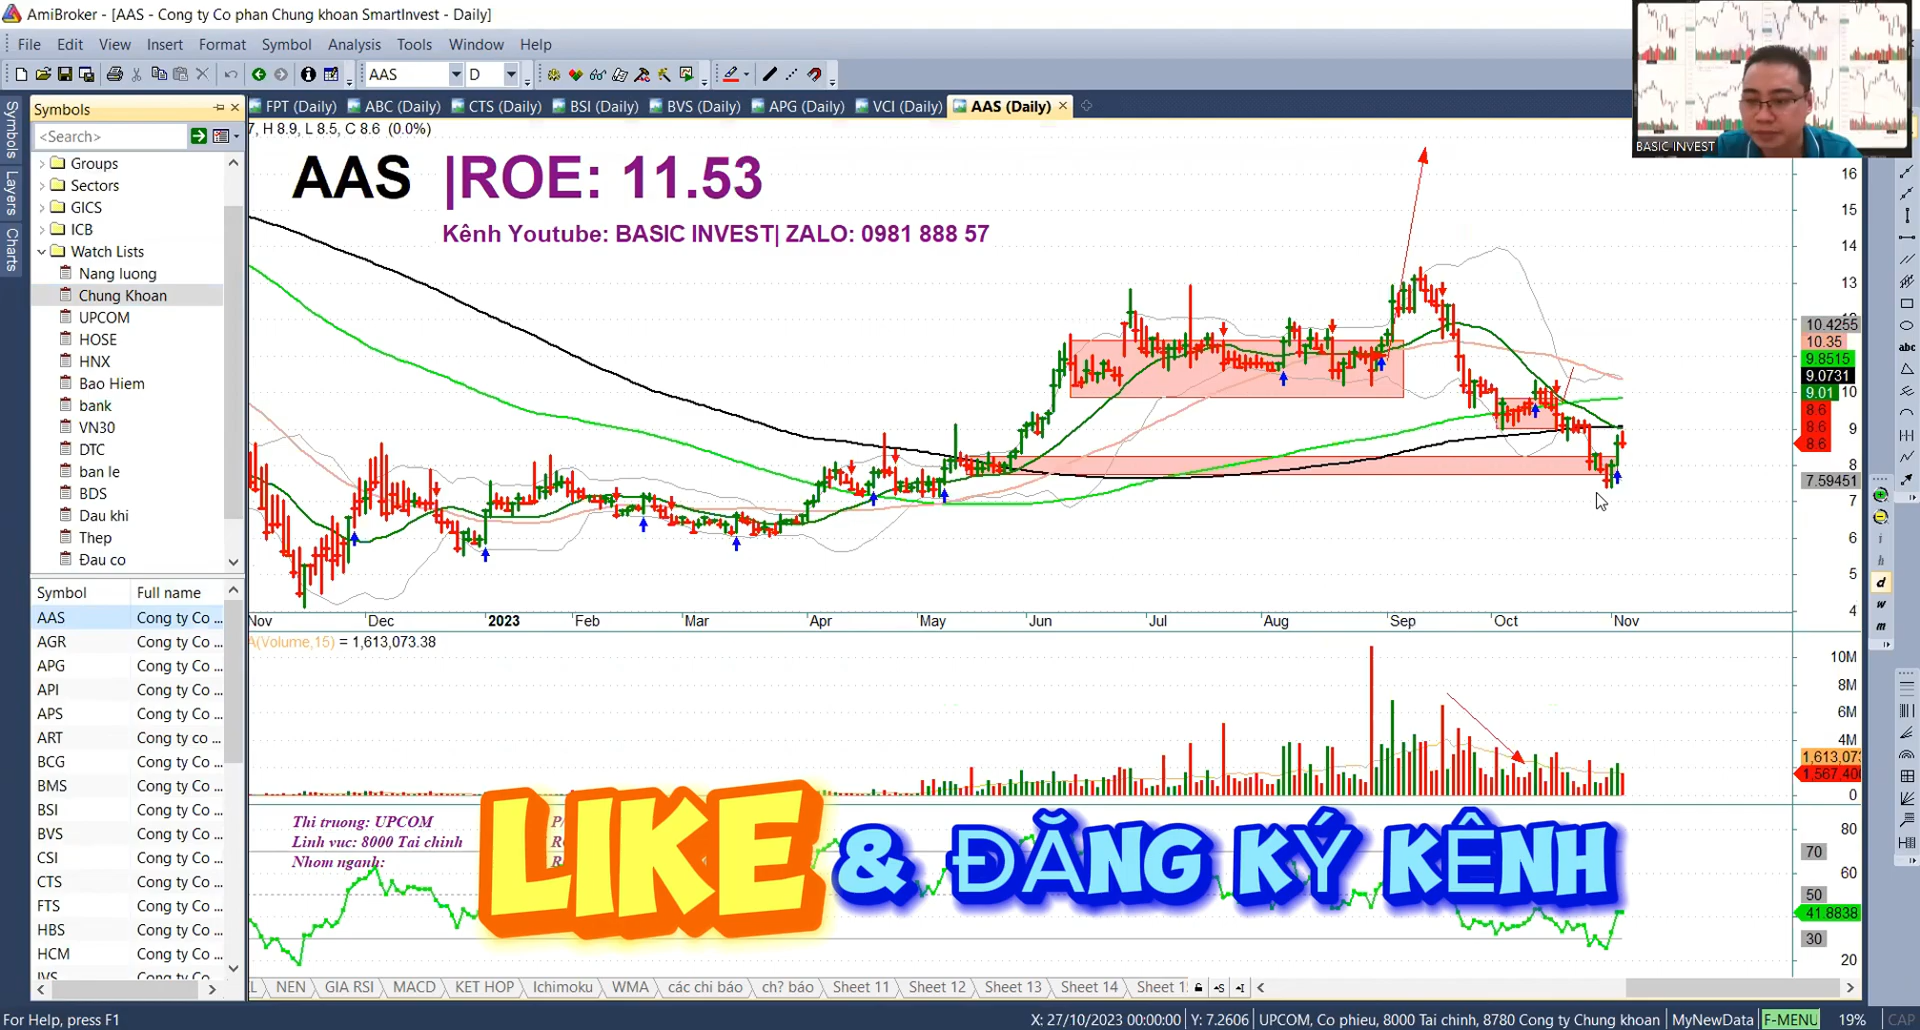 AmiBroker - [AAS - Cong ty Co phan Chung khoan SmartInvest - Daily]
File Edit View Insert Format Symbol Analysis Tools Window Help
AAS D
BASIC INVEST
Symbols
Layers
Charts
Symbols
<Search>
Groups
Sectors
GICS
ICB
Watch Lists
Nang luong
Chung Khoan
UPCOM
HOSE
HNX
Bao Hiem
bank
VN30
DTC
ban le
BDS
Dau khi
Thep
Đau co
Symbol Full name
AAS Cong ty Co ...
AGR Cong ty Co ...
APG Cong ty Co ...
API Cong ty Co ...
APS Cong ty Co ...
ART Cong ty co ...
BCG Cong ty Co ...
BMS Cong ty Co ...
BSI Cong ty Co ...
BVS Cong ty Co ...
CSI Cong ty Co ...
CTS Cong ty Co ...
FTS Cong ty Co ...
HBS Cong ty Co ...
HCM Cong ty Co ...
IVS Cong ty Co ...
FPT (Daily) ABC (Daily) CTS (Daily) BSI (Daily) BVS (Daily) APG (Daily) VCI (Daily) AAS (Daily)
7, H 8.9, L 8.5, C 8.6 (0.0%)
AAS |ROE: 11.53
Kênh Youtube: BASIC INVEST| ZALO: 0981 888 57
16
15
14
13
10.4255
10.35
9.8515
9.0731
9.01
10
8.6
8.6
9
8.6
8
7.59451
7
6
5
4
Nov Dec 2023 Feb Mar Apr May Jun Jul Aug Sep Oct Nov
A(Volume,15) = 1,613,073.38
10M
8M
6M
4M
1,613,073
1,567,400
0
Thi truong: UPCOM
Linh vuc: 8000 Tai chinh
Nhom nganh:
LIKE & ĐĂNG KÝ KÊNH
80
70
60
50
41.8838
30
20
abc
i
h
d
w
m
NEN GIA RSI MACD KET HOP Ichimoku WMA các chi báo ch? báo Sheet 11 Sheet 12 Sheet 13 Sheet 14 Sheet 1
For Help, press F1
X: 27/10/2023 00:00:00 Y: 7.2606 UPCOM, Co phieu, 8000 Tai chinh, 8780 Cong ty Chung khoan MyNewData F-MENU 19% CAP